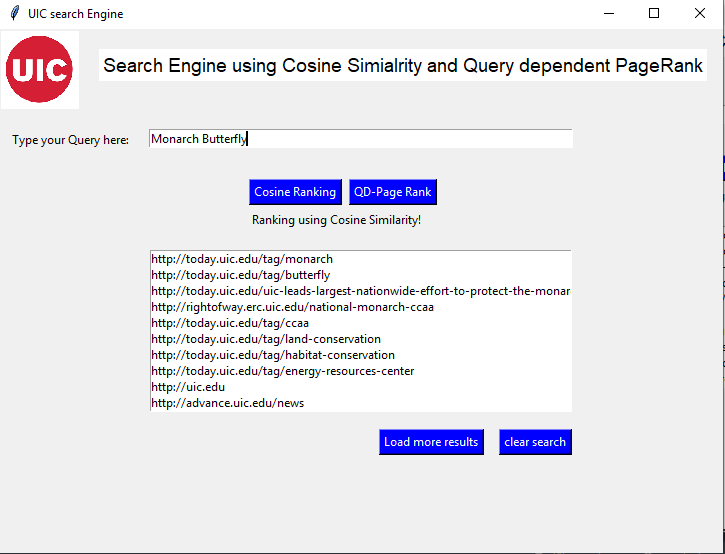 UIC search Engine
UIC
Search Engine using Cosine Simialrity and Query dependent PageRank
Type your Query here:
Monarch Butterfly
Cosine Ranking
QD-Page Rank
Ranking using Cosine Similarity!
http://today.uic.edu/tag/monarch
http://today.uic.edu/tag/butterfly
http://today.uic.edu/uic-leads-largest-nationwide-effort-to-protect-the-monar
http://rightofway.erc.uic.edu/national-monarch-ccaa
http://today.uic.edu/tag/ccaa
http://today.uic.edu/tag/land-conservation
http://today.uic.edu/tag/habitat-conservation
http://today.uic.edu/tag/energy-resources-center
http://uic.edu
http://advance.uic.edu/news
Load more results
clear search